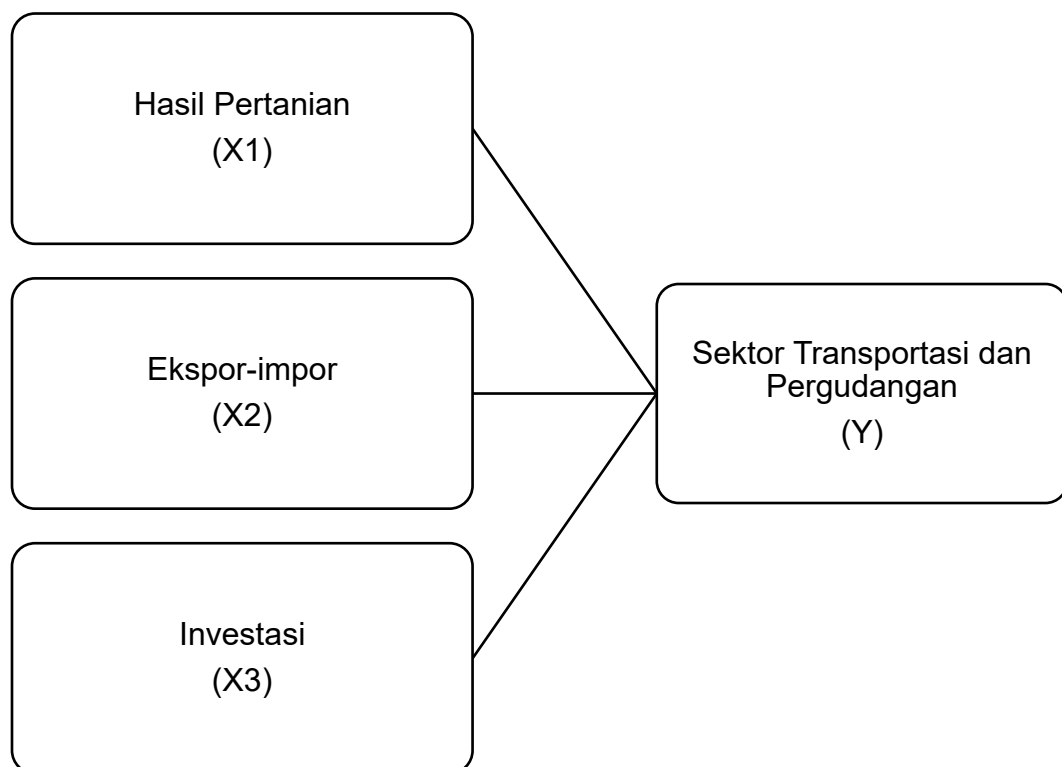 Hasil Pertanian
(X1)
Ekspor-impor
(X2)
Investasi
(X3)
Sektor Transportasi dan
Pergudangan
(Y)